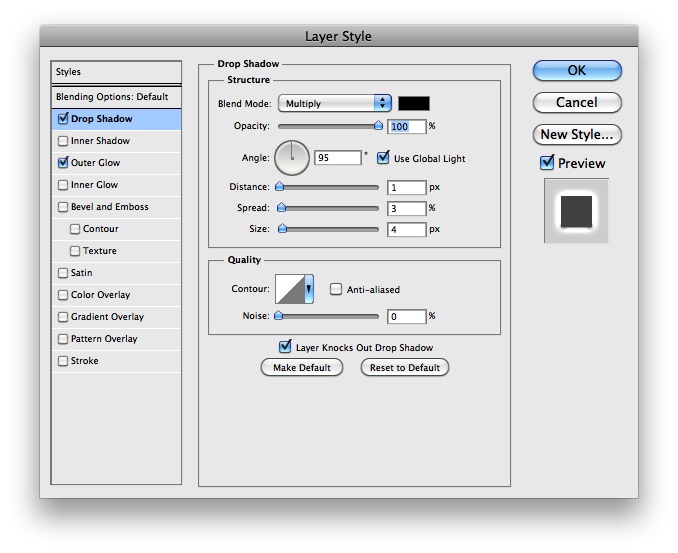 Layer Style
Styles
Blending Options: Default
Drop Shadow
Inner Shadow
Outer Glow
Inner Glow
Bevel and Emboss
Contour
Texture
Satin
Color Overlay
Gradient Overlay
Pattern Overlay
Stroke
Drop Shadow
Structure
Blend Mode: Multiply
Opacity: 100 %
Angle: 95 ° Use Global Light
Distance: 1 px
Spread: 3 %
Size: 4 px
Quality
Contour: Anti-aliased
Noise: 0 %
Layer Knocks Out Drop Shadow
Make Default Reset to Default
OK
Cancel
New Style...
Preview